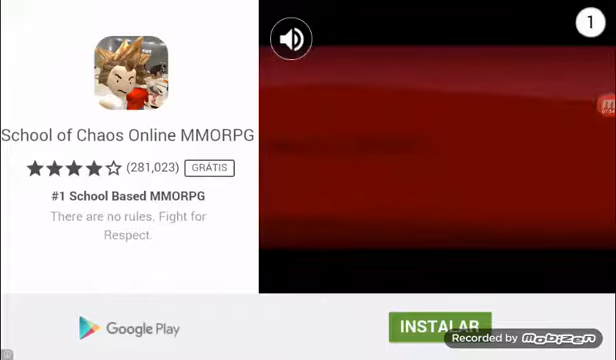 1
School of Chaos Online MMORPG
(281,023) GRÁTIS
#1 School Based MMORPG
There are no rules. Fight for
Respect.
Google Play
INSTALAR
Recorded by mobizen